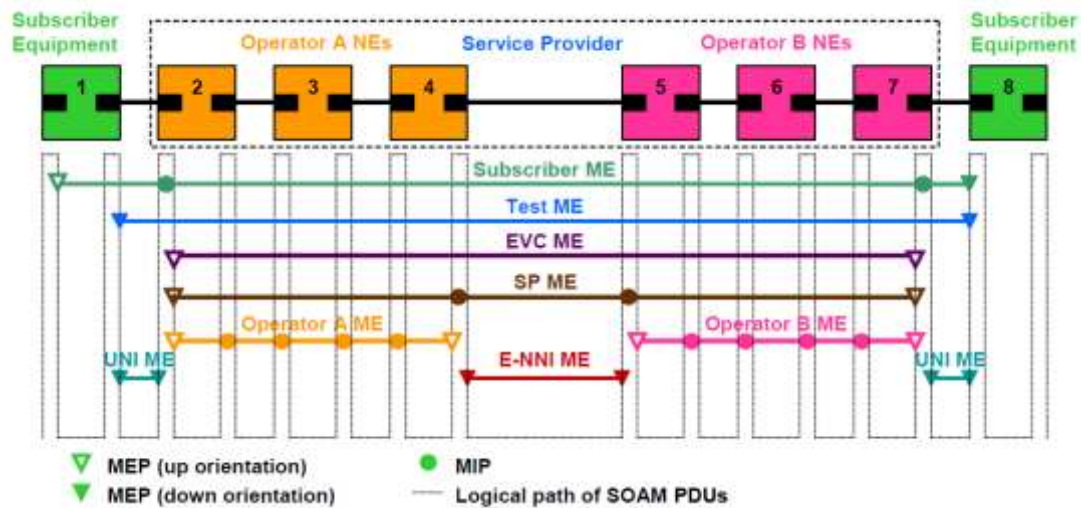 Subscriber Equipment
Operator A NEs
Service Provider
Operator B NEs
Subscriber Equipment
1
2
3
4
5
6
7
8
Subscriber ME
Test ME
EVC ME
SP ME
Operator A ME
Operator B ME
UNI ME
E-NNI ME
UNI ME
MEP (up orientation)
MIP
MEP (down orientation)
Logical path of SOAM PDUs